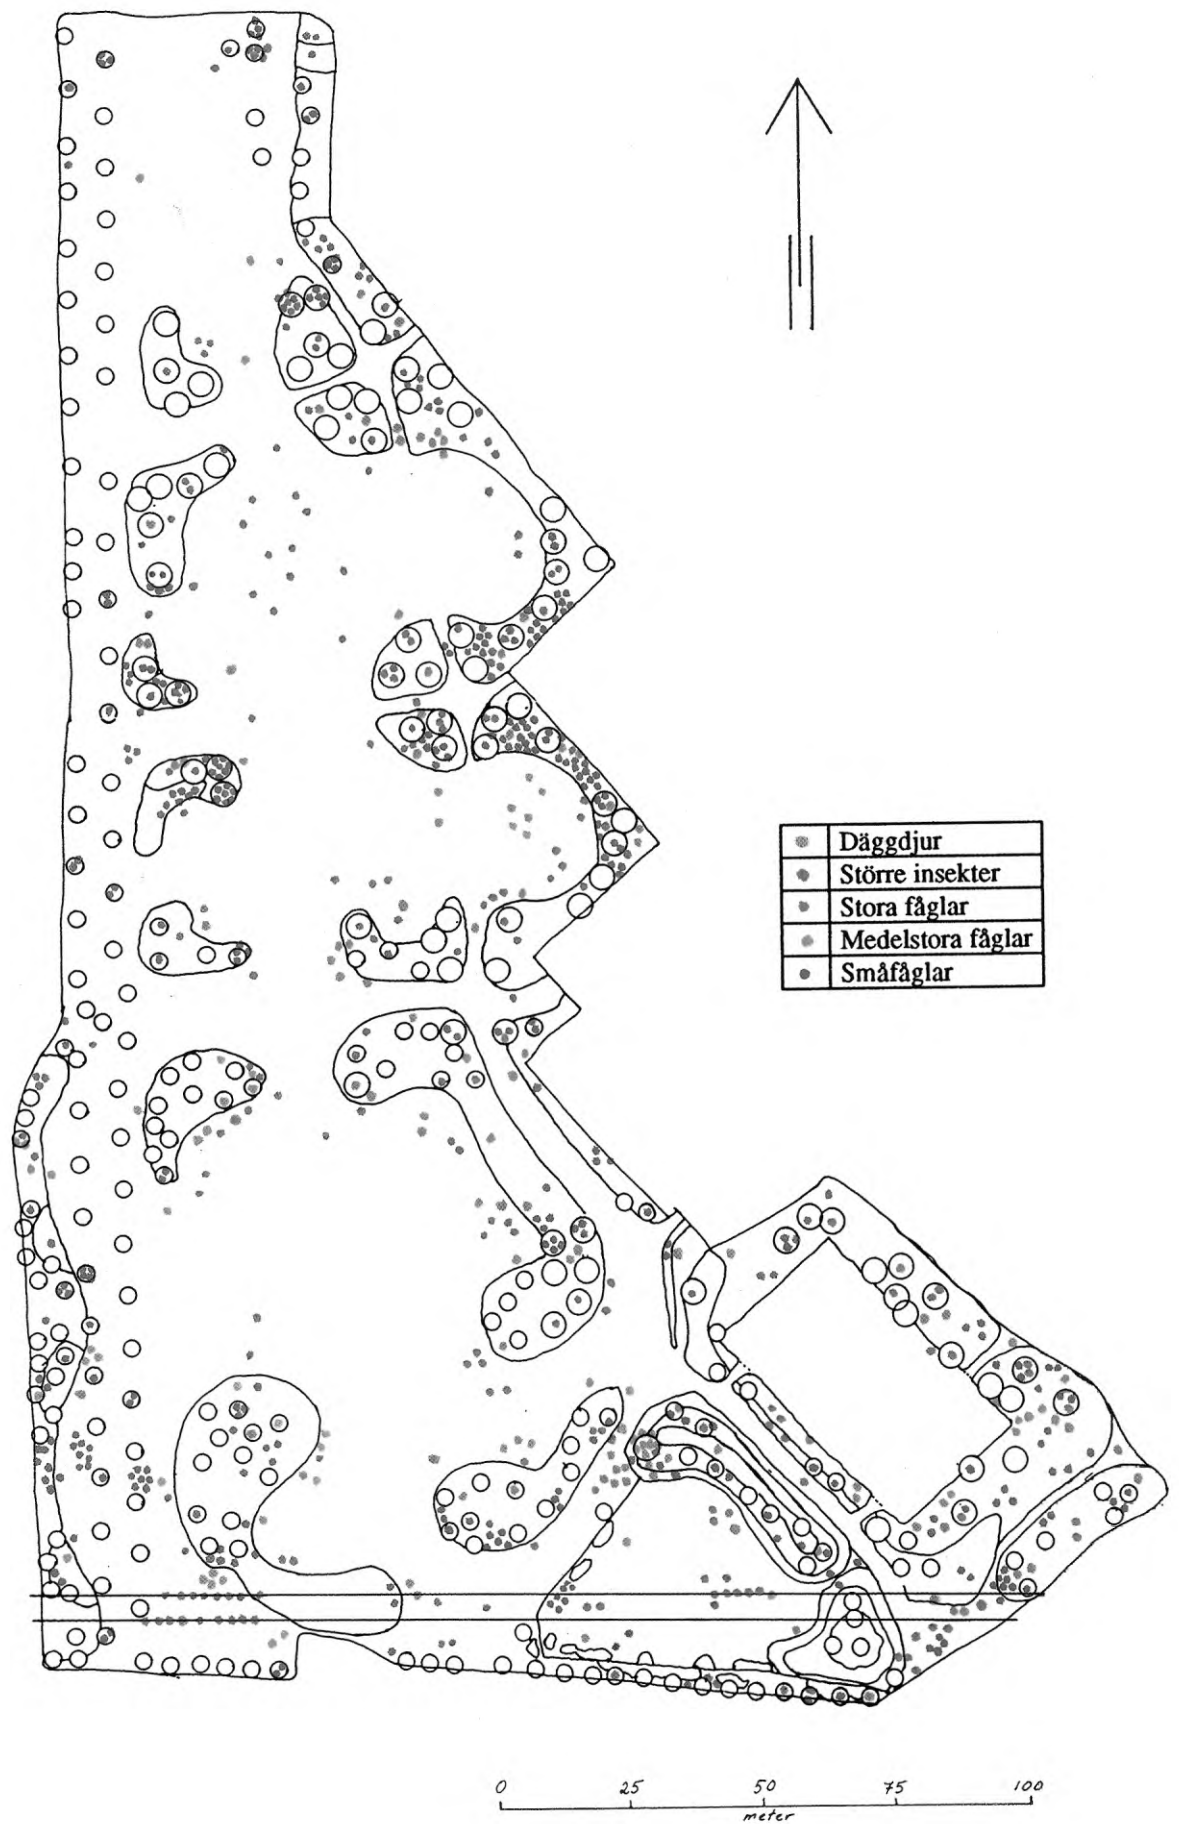 Däggdjur
Större insekter
Stora fåglar
Medelstora fåglar
Småfåglar
0 25 50 75 100
meter